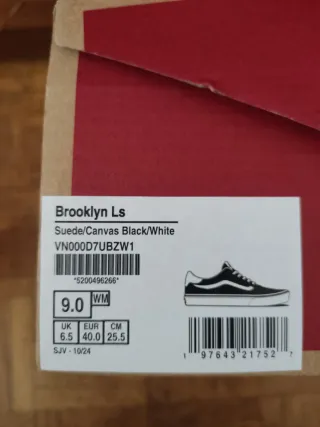 Brooklyn Ls
Suede/Canvas Black/White
VN000D7UBZW1
*5200496266*
9.0 WM
UK EUR CM
6.5 40.0 25.5
SJV - 10/24
1 97643 21752 7